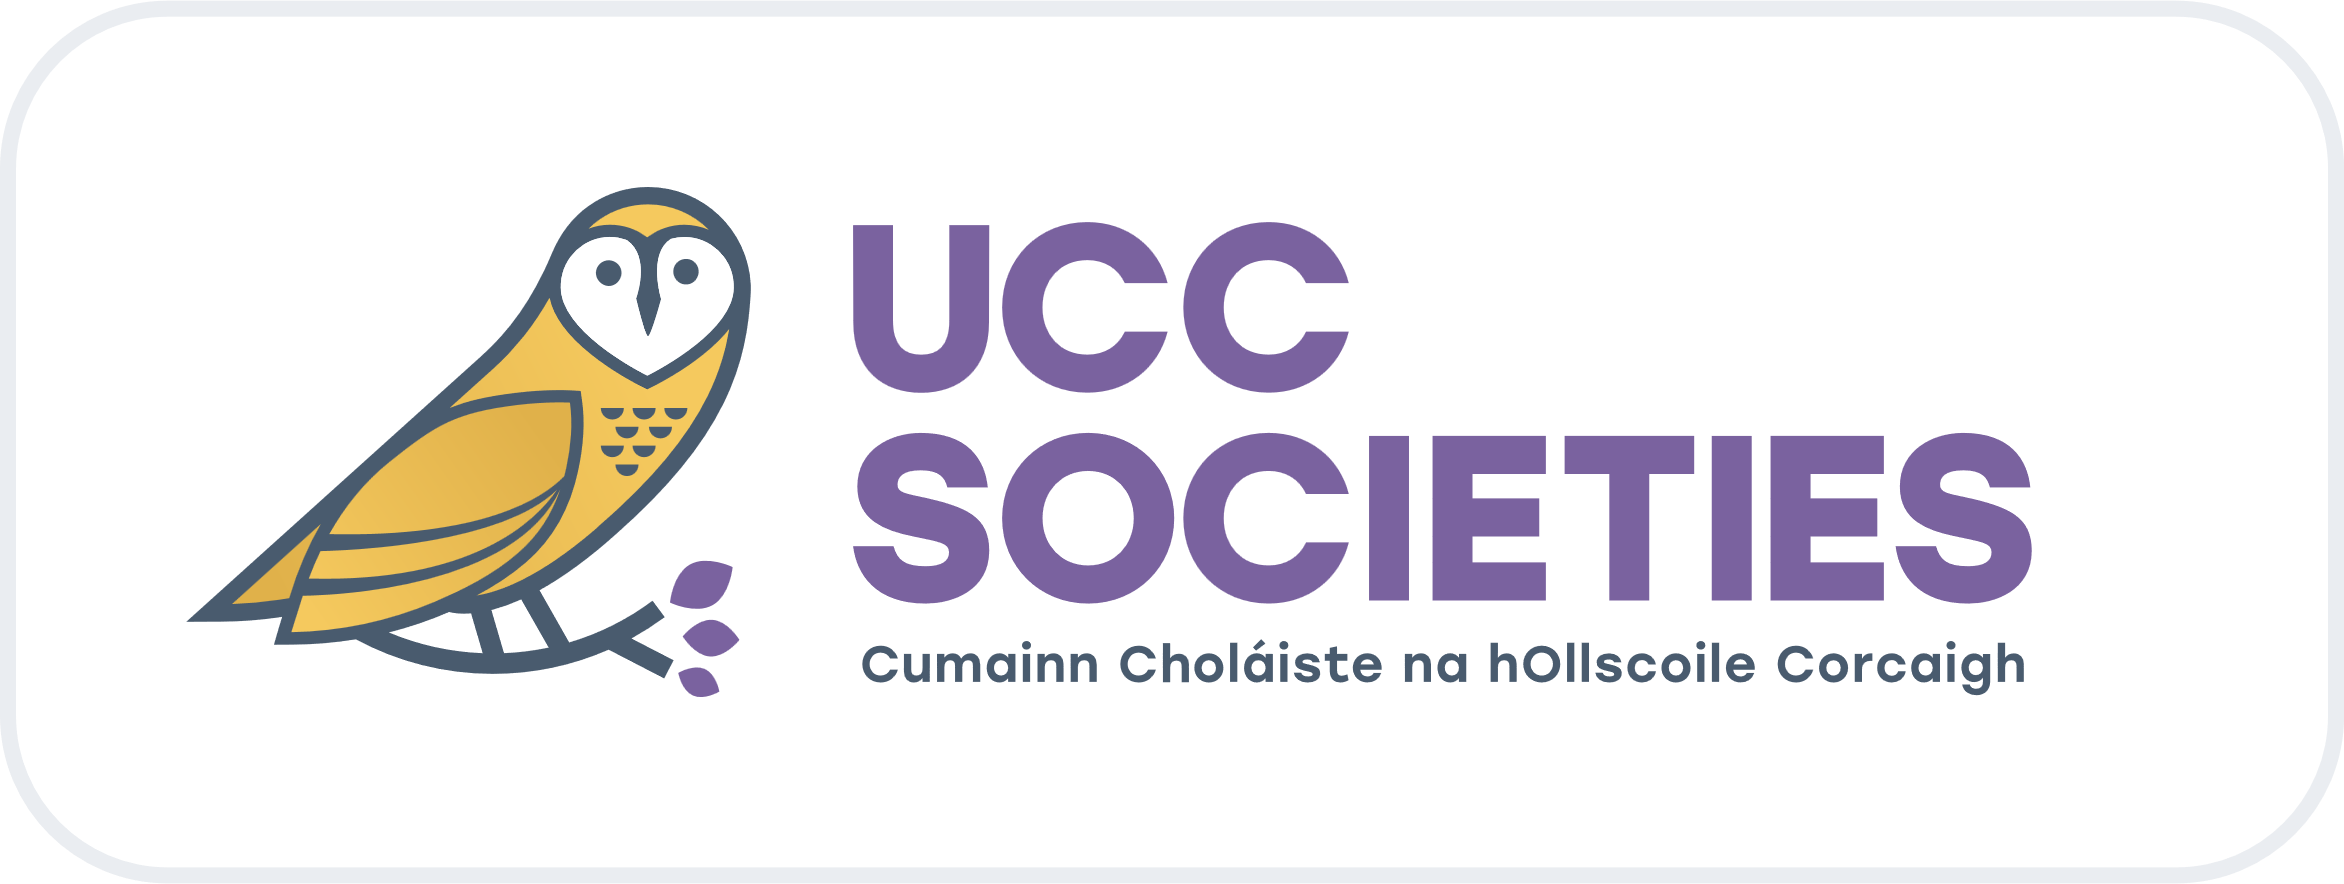 UCC
SOCIETIES
Cumainn Choláiste na hOllscoile Corcaigh